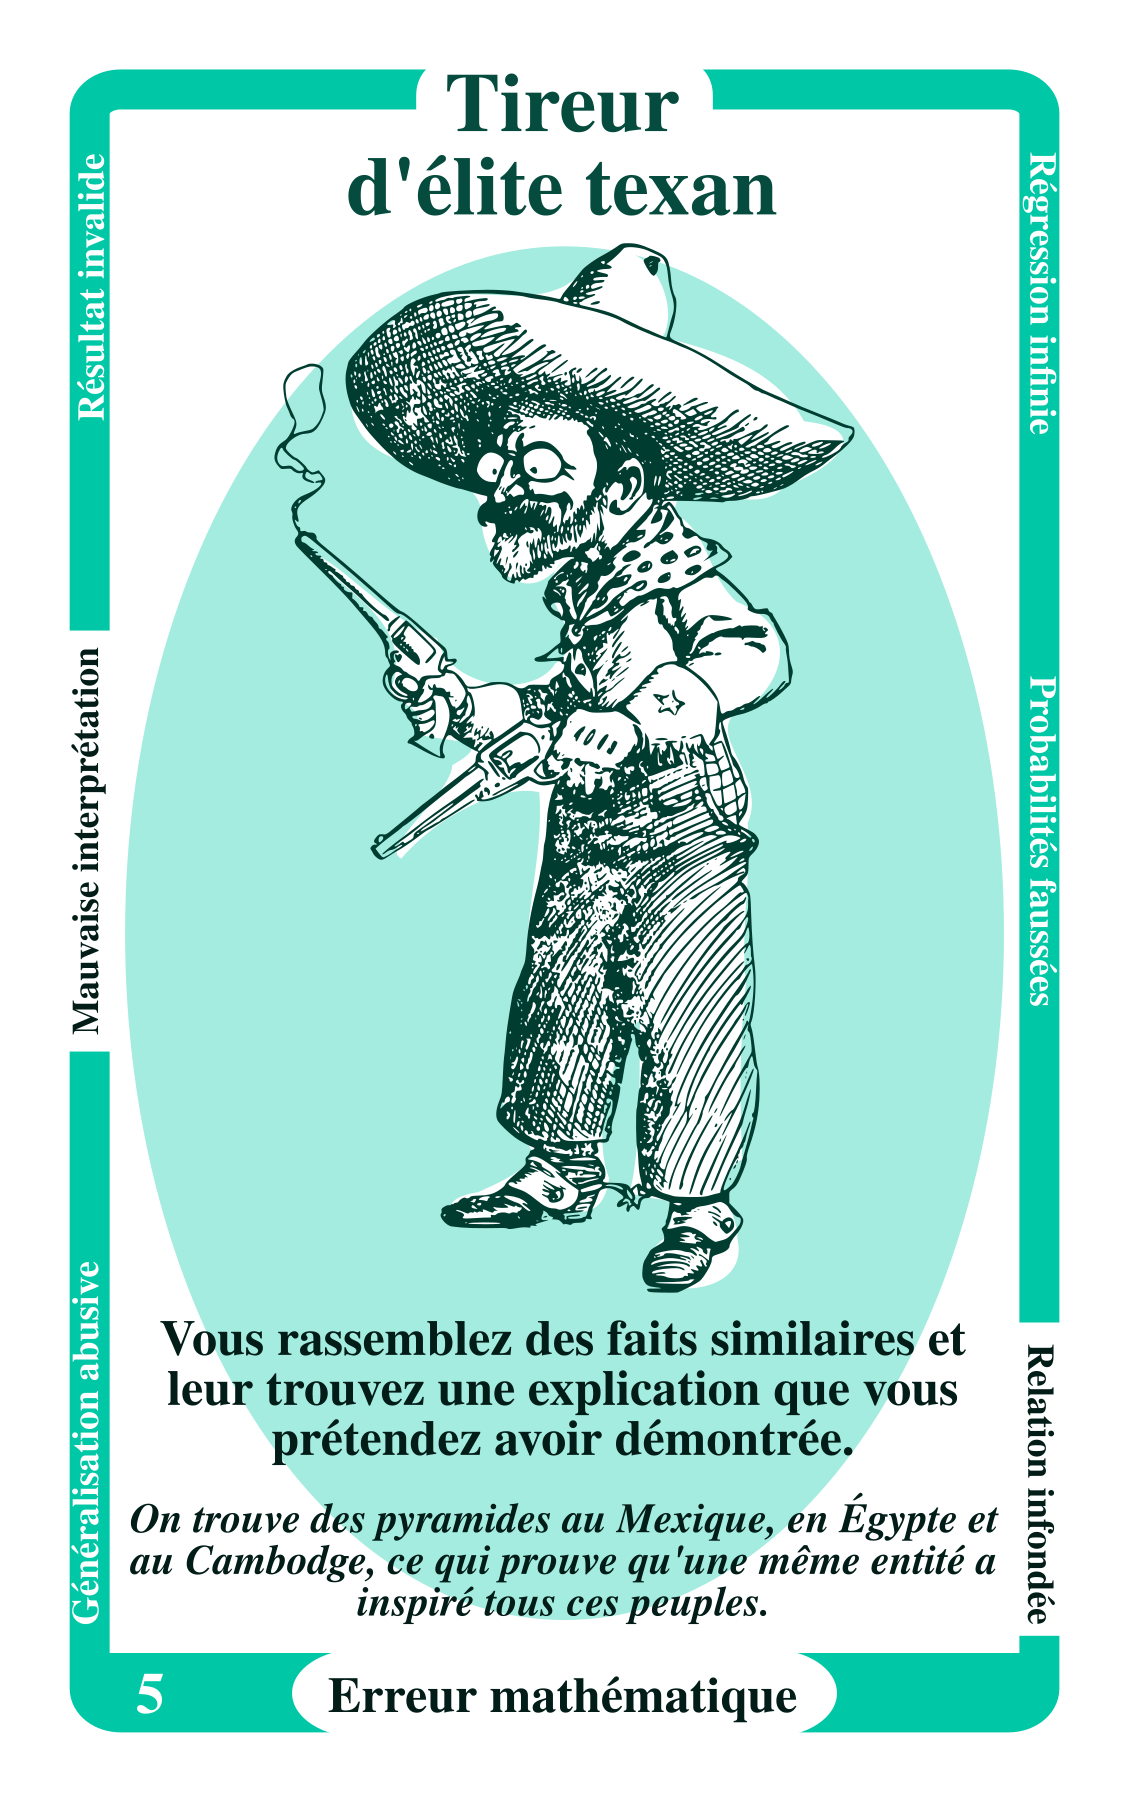 Tireur
d'élite texan
Résultat invalide
Mauvaise interprétation
Généralisation abusive
Régression infinie
Probabilités faussées
Relation infondée
Vous rassemblez des faits similaires et
leur trouvez une explication que vous
prétendez avoir démontrée.
On trouve des pyramides au Mexique, en Égypte et
au Cambodge, ce qui prouve qu'une même entité a
inspiré tous ces peuples.
5
Erreur mathématique